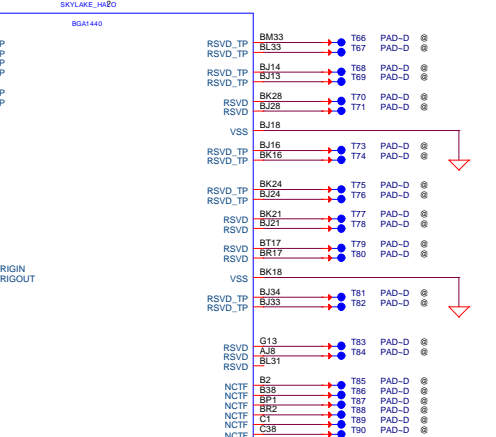 SKYLAKE_HALO
BGA1440
P
P
P
P
P
P
RSVD_TP BM33 T66 PAD~D @
RSVD_TP BL33 T67 PAD~D @
RSVD_TP BJ14 T68 PAD~D @
RSVD_TP BJ13 T69 PAD~D @
RSVD BK28 T70 PAD~D @
RSVD BJ28 T71 PAD~D @
VSS BJ18
RSVD_TP BJ16 T73 PAD~D @
RSVD_TP BK16 T74 PAD~D @
RSVD_TP BK24 T75 PAD~D @
RSVD_TP BJ24 T76 PAD~D @
RSVD BK21 T77 PAD~D @
RSVD BJ21 T78 PAD~D @
RSVD BT17 T79 PAD~D @
RSVD BR17 T80 PAD~D @
RIGIN
RIGOUT VSS BK18
RSVD_TP BJ34 T81 PAD~D @
RSVD_TP BJ33 T82 PAD~D @
RSVD G13 T83 PAD~D @
RSVD AJ8 T84 PAD~D @
RSVD BL31
NCTF B2 T85 PAD~D @
NCTF B38 T86 PAD~D @
NCTF BP1 T87 PAD~D @
NCTF BR2 T88 PAD~D @
NCTF C1 T89 PAD~D @
NCTF C38 T90 PAD~D @